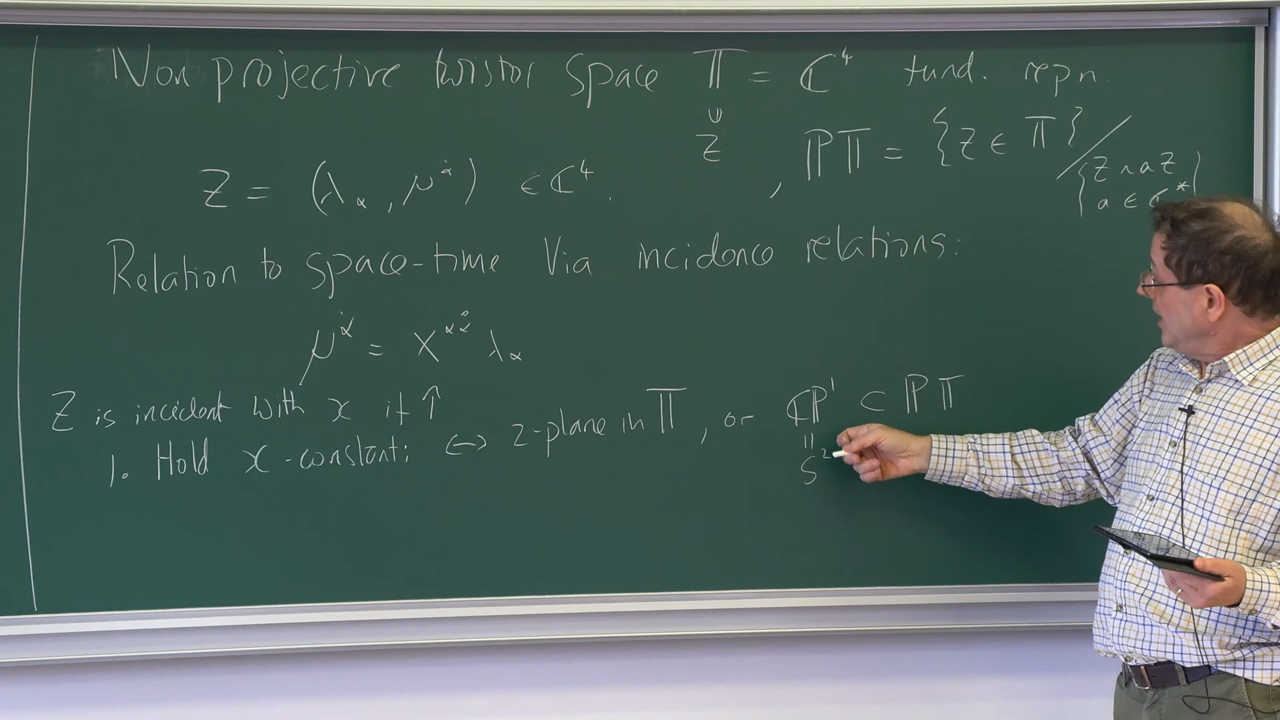 Non projective twistor space 𝕋 = ℂ⁴ fund. repn.
∪
Z
Z = (λ_α, μ^α̇) ∈ ℂ⁴. , ℙ𝕋 = {Z ∈ 𝕋} / {Z ~ aZ
a ∈ ℂ*}
Relation to space-time via incidence relations:
μ^α̇ = x^αα̇ λ_α
Z is incident with x if ↑
1. Hold x-constant; ↔ 2-plane in 𝕋, or ℂℙ¹ ⊂ ℙ𝕋
||
S²